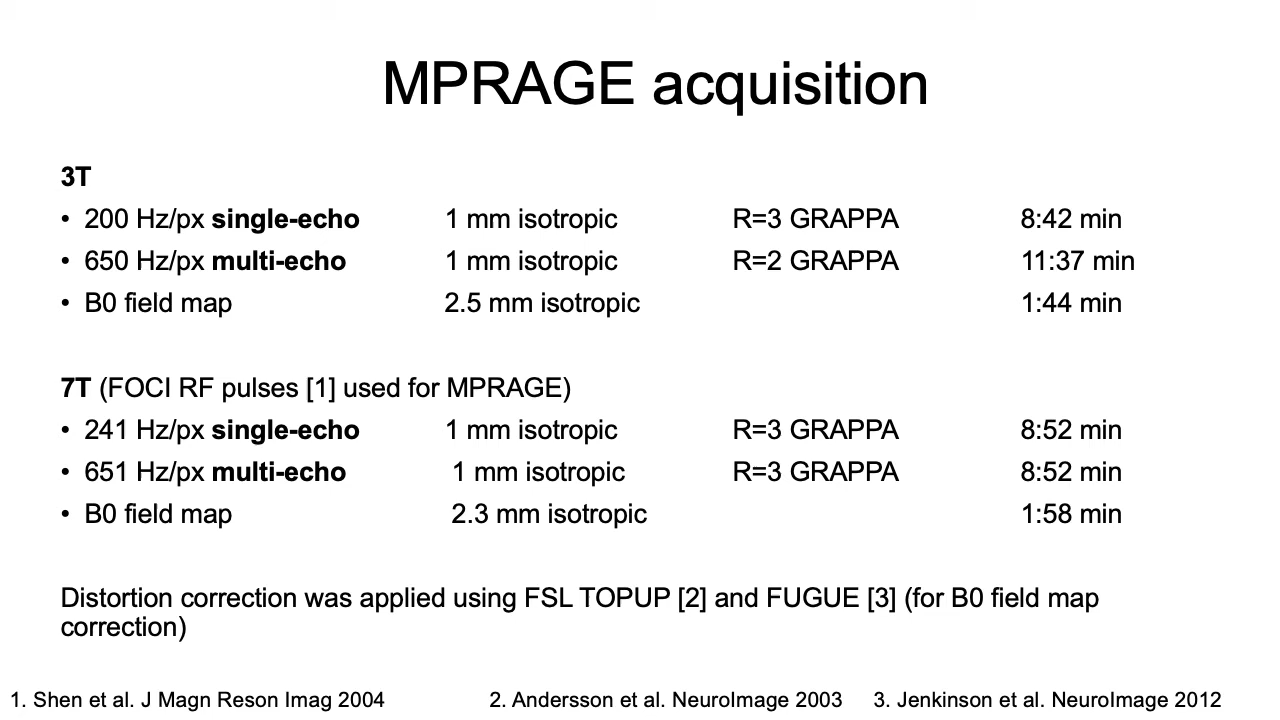 MPRAGE acquisition
3T
• 200 Hz/px single-echo 1 mm isotropic R=3 GRAPPA 8:42 min
• 650 Hz/px multi-echo 1 mm isotropic R=2 GRAPPA 11:37 min
• B0 field map 2.5 mm isotropic 1:44 min
7T (FOCI RF pulses [1] used for MPRAGE)
• 241 Hz/px single-echo 1 mm isotropic R=3 GRAPPA 8:52 min
• 651 Hz/px multi-echo 1 mm isotropic R=3 GRAPPA 8:52 min
• B0 field map 2.3 mm isotropic 1:58 min
Distortion correction was applied using FSL TOPUP [2] and FUGUE [3] (for B0 field map
correction)
1. Shen et al. J Magn Reson Imag 2004 2. Andersson et al. NeuroImage 2003 3. Jenkinson et al. NeuroImage 2012